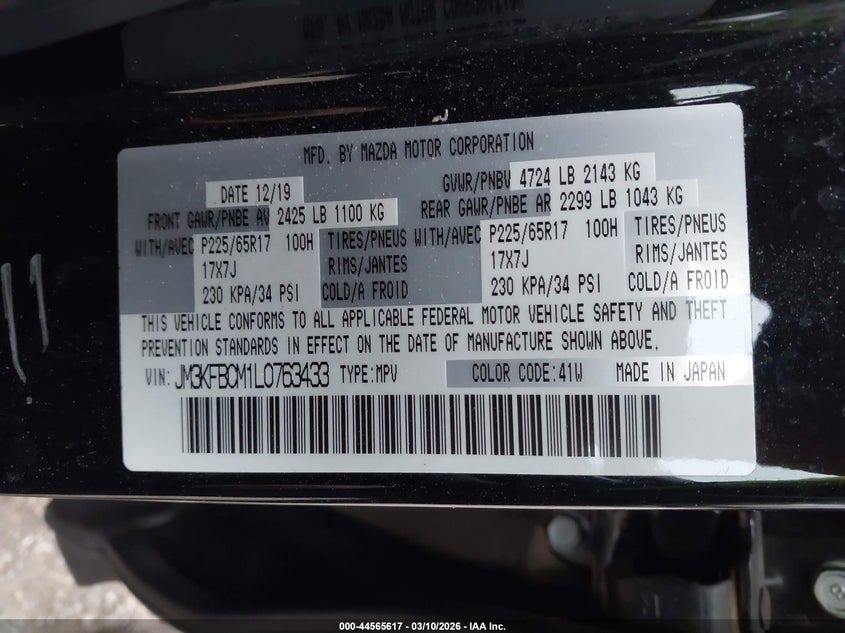 MFD. BY MAZDA MOTOR CORPORATION
DATE 12/19
GVWR/PNBV 4724 LB 2143 KG
FRONT GAWR/PNBE AV 2425 LB 1100 KG
REAR GAWR/PNBE AR 2299 LB 1043 KG
WITH/AVEC P225/65R17 100H TIRES/PNEUS WITH/AVEC P225/65R17 100H TIRES/PNEUS
17X7J RIMS/JANTES 17X7J RIMS/JANTES
230 KPA/34 PSI COLD/A FROID 230 KPA/34 PSI COLD/A FROID
THIS VEHICLE CONFORMS TO ALL APPLICABLE FEDERAL MOTOR VEHICLE SAFETY AND THEFT
PREVENTION STANDARDS IN EFFECT ON THE DATE OF MANUFACTURE SHOWN ABOVE.
VIN: JM3KFBCM1L0763433 TYPE:MPV COLOR CODE:41W MADE IN JAPAN
000-44565617 - 03/10/2026 - IAA Inc.